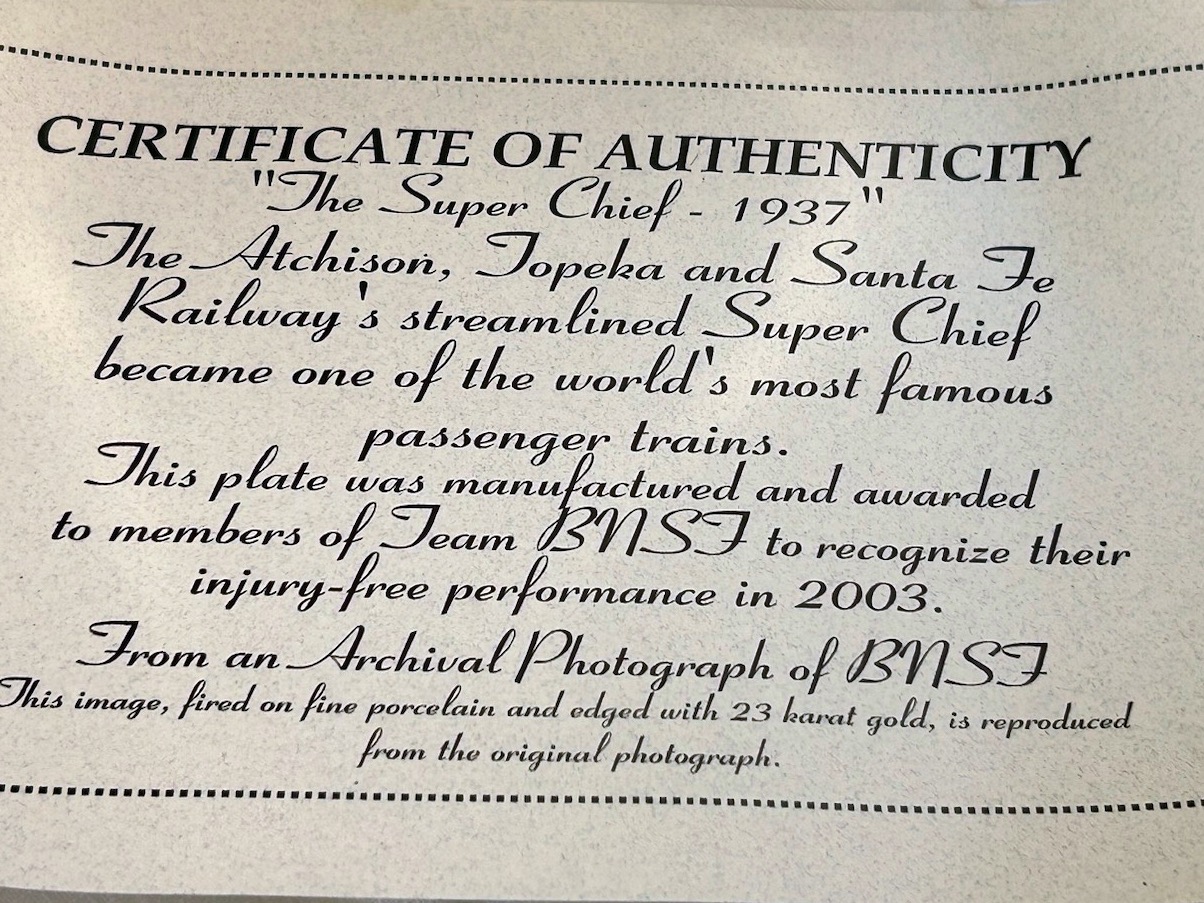 CERTIFICATE OF AUTHENTICITY
"The Super Chief - 1937"
The Atchison, Topeka and Santa Fe
Railway's streamlined Super Chief
became one of the world's most famous
passenger trains.
This plate was manufactured and awarded
to members of Team BNSF to recognize their
injury-free performance in 2003.
From an Archival Photograph of BNSF
This image, fired on fine porcelain and edged with 23 karat gold, is reproduced
from the original photograph.